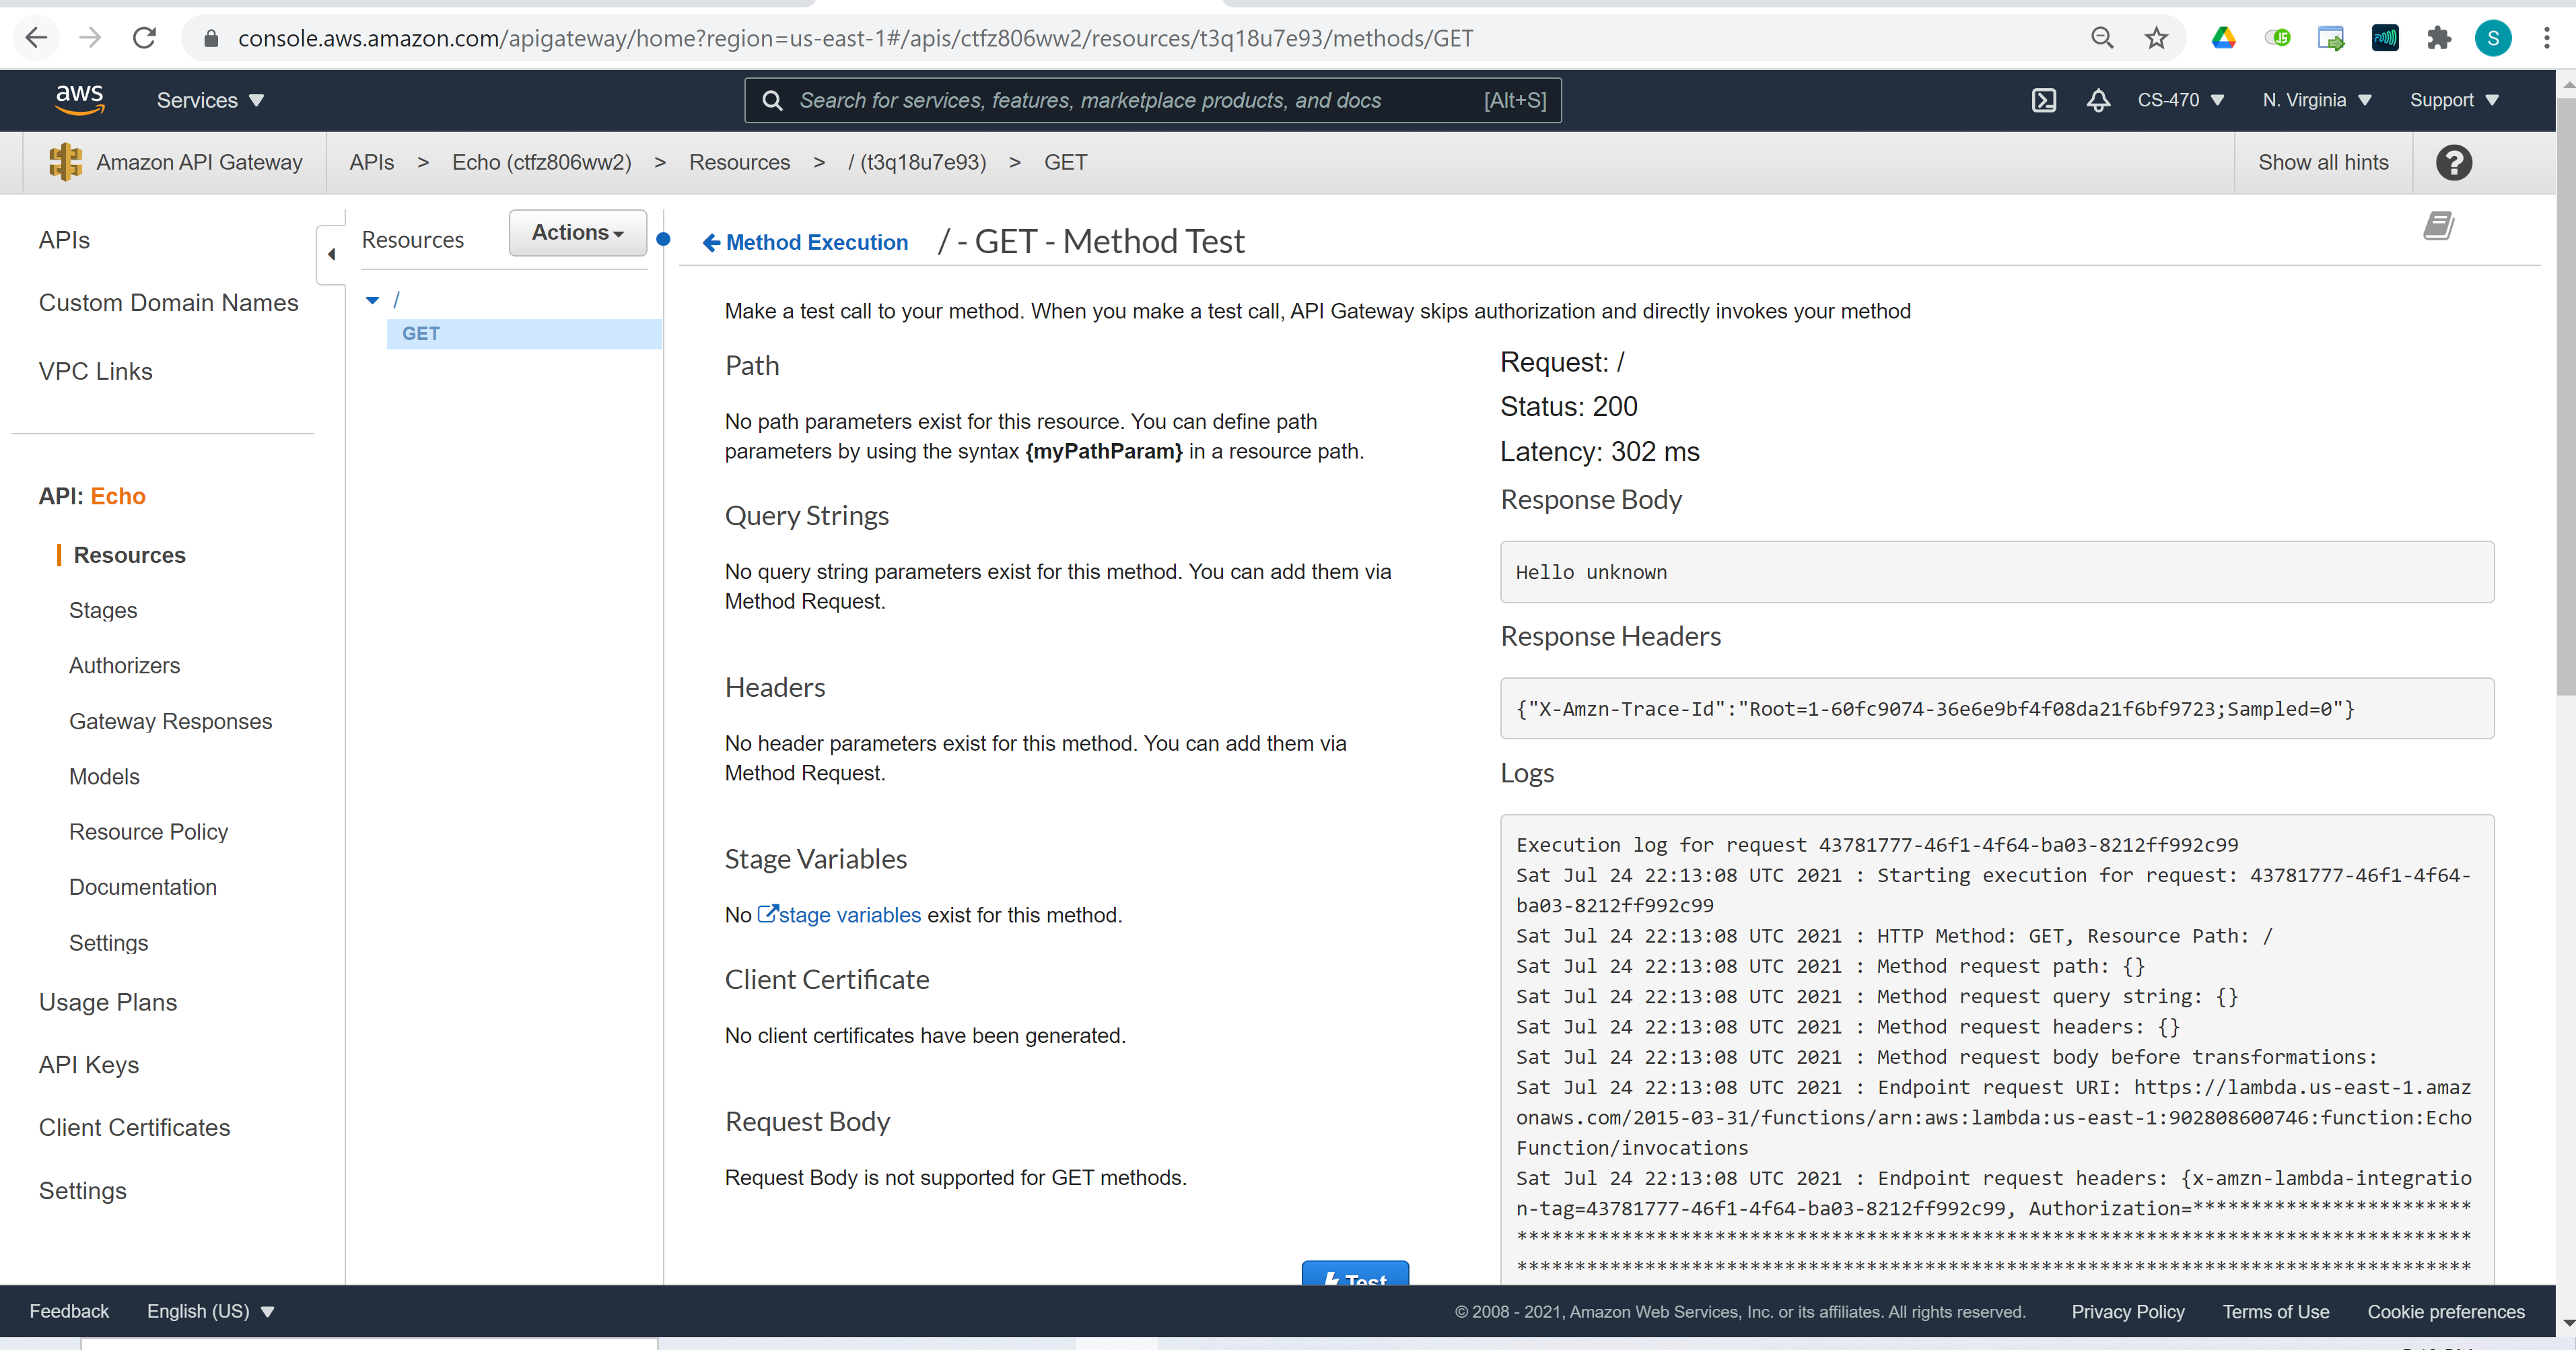 console.aws.amazon.com/apigateway/home?region=us-east-1#/apis/ctfz806ww2/resources/t3q18u7e93/methods/GET
S
aws
Services
Search for services, features, marketplace products, and docs [Alt+S]
CS-470
N. Virginia
Support
Amazon API Gateway
APIs > Echo (ctfz806ww2) > Resources > / (t3q18u7e93) > GET
Show all hints
APIs
Custom Domain Names
VPC Links
API: Echo
Resources
Stages
Authorizers
Gateway Responses
Models
Resource Policy
Documentation
Settings
Usage Plans
API Keys
Client Certificates
Settings
Resources
Actions
/
GET
Method Execution / - GET - Method Test
Make a test call to your method. When you make a test call, API Gateway skips authorization and directly invokes your method
Path
No path parameters exist for this resource. You can define path
parameters by using the syntax {myPathParam} in a resource path.
Query Strings
No query string parameters exist for this method. You can add them via
Method Request.
Headers
No header parameters exist for this method. You can add them via
Method Request.
Stage Variables
No stage variables exist for this method.
Client Certificate
No client certificates have been generated.
Request Body
Request Body is not supported for GET methods.
Test
Request: /
Status: 200
Latency: 302 ms
Response Body
Hello unknown
Response Headers
{"X-Amzn-Trace-Id":"Root=1-60fc9074-36e6e9bf4f08da21f6bf9723;Sampled=0"}
Logs
Execution log for request 43781777-46f1-4f64-ba03-8212ff992c99
Sat Jul 24 22:13:08 UTC 2021 : Starting execution for request: 43781777-46f1-4f64-
ba03-8212ff992c99
Sat Jul 24 22:13:08 UTC 2021 : HTTP Method: GET, Resource Path: /
Sat Jul 24 22:13:08 UTC 2021 : Method request path: {}
Sat Jul 24 22:13:08 UTC 2021 : Method request query string: {}
Sat Jul 24 22:13:08 UTC 2021 : Method request headers: {}
Sat Jul 24 22:13:08 UTC 2021 : Method request body before transformations:
Sat Jul 24 22:13:08 UTC 2021 : Endpoint request URI: https://lambda.us-east-1.amaz
onaws.com/2015-03-31/functions/arn:aws:lambda:us-east-1:902808600746:function:Echo
Function/invocations
Sat Jul 24 22:13:08 UTC 2021 : Endpoint request headers: {x-amzn-lambda-integratio
n-tag=43781777-46f1-4f64-ba03-8212ff992c99, Authorization=************************
**********************************************************************************
**********************************************************************************
Feedback
English (US)
© 2008 - 2021, Amazon Web Services, Inc. or its affiliates. All rights reserved.
Privacy Policy
Terms of Use
Cookie preferences